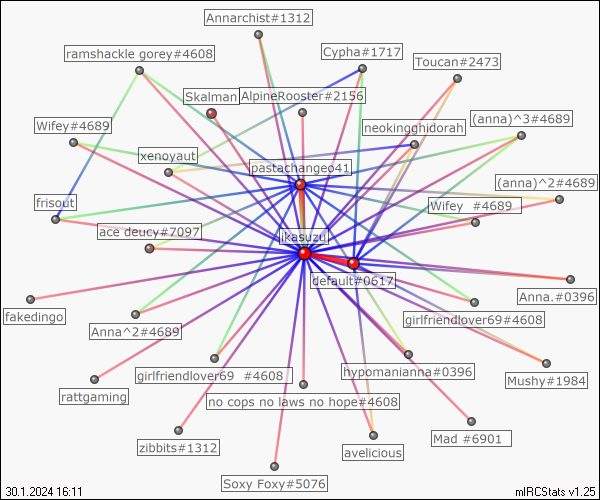 Annarchist#1312
ramshackle gorey#4608
Cypha#1717
Toucan#2473
Skalman
AlpineRooster#2156
Wifey#4689
neokingghidorah
(anna)^3#4689
xenoyaut
pastachangeo41
(anna)^2#4689
frisout
Wifey  #4689
ace deucy#7097
ikasuzu
default#0617
Anna.#0396
fakedingo
Anna^2#4689
girlfriendlover69#4608
girlfriendlover69  #4608
hypomanianna#0396
Mushy#1984
rattgaming
no cops no laws no hope#4608
zibbits#1312
avelicious
Mad #6901
Soxy Foxy#5076
30.1.2024 16:11
mIRCStats v1.25